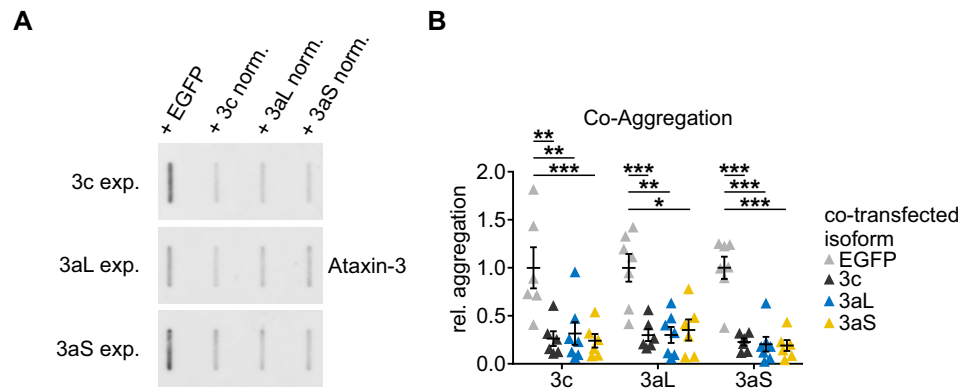 A
+ EGFP
+ 3c norm.
+ 3aL norm.
+ 3aS norm.
3c exp.
3aL exp.
3aS exp.
Ataxin-3
B
Co-Aggregation
**
**
***
***
**
*
***
***
***
rel. aggregation
2.0
1.5
1.0
0.5
0.0
3c
3aL
3aS
co-transfected
isoform
EGFP
3c
3aL
3aS